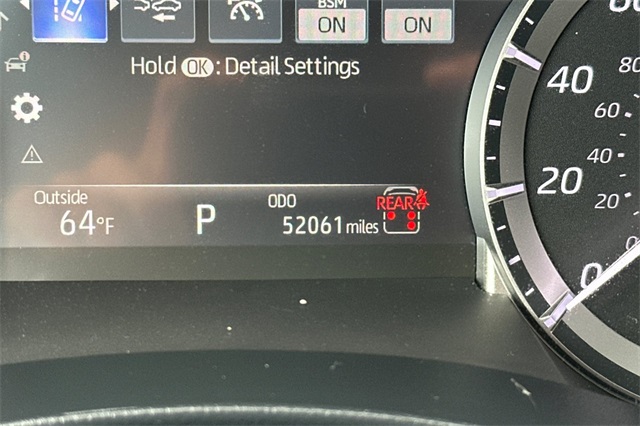 BSM
ON
ON
Hold OK : Detail Settings
Outside
64°F
P
ODO
52061 miles
REAR
40
20
0
80
60
40
20
0